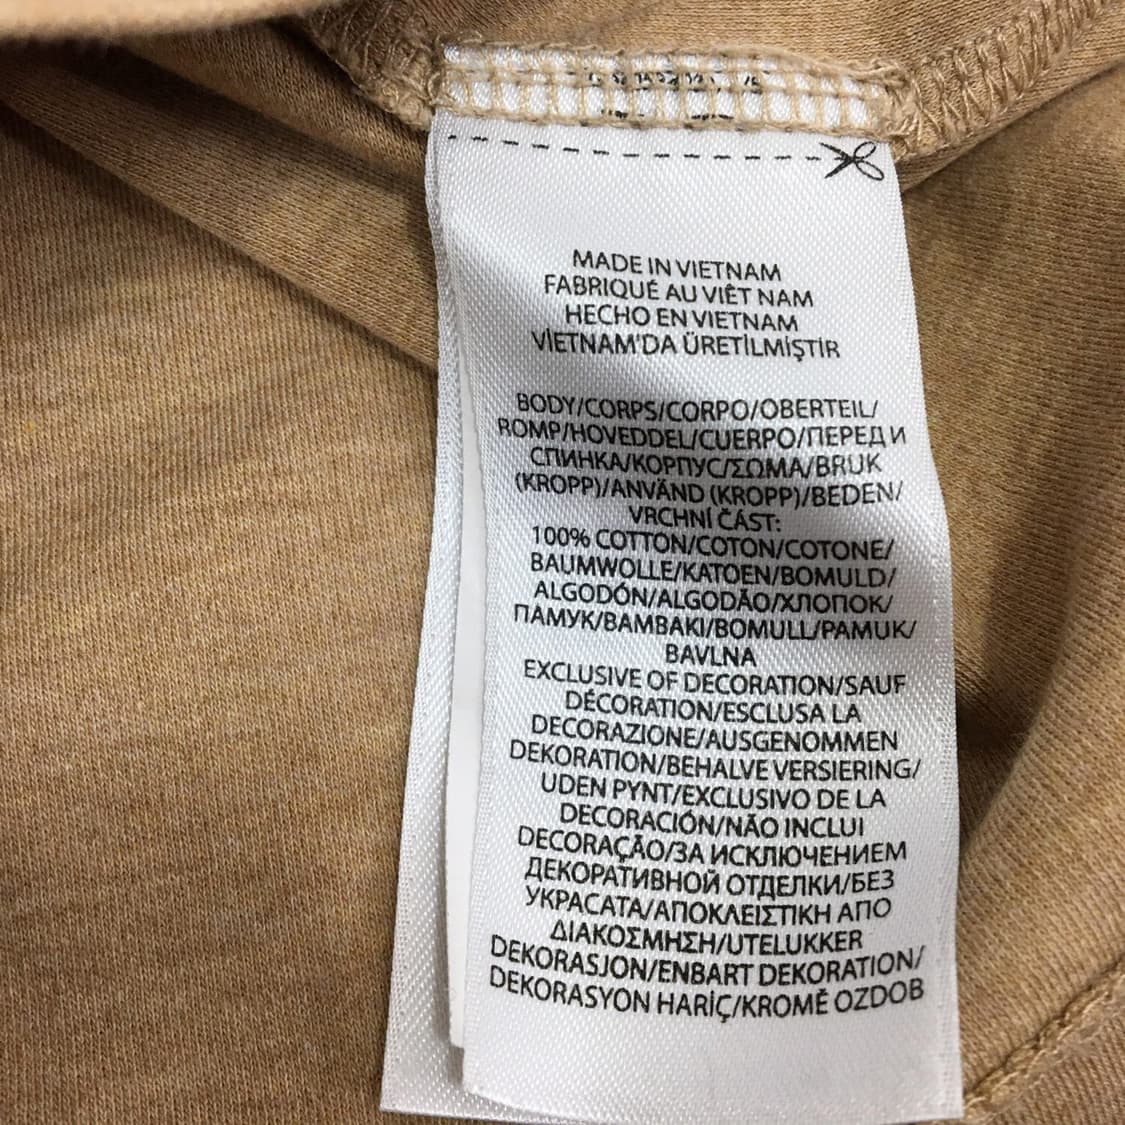 MADE IN VIETNAM
FABRIQUÉ AU VIÊT NAM
HECHO EN VIETNAM
VİETNAM'DA ÜRETİLMİŞTİR
BODY/CORPS/CORPO/OBERTEIL/
ROMP/HOVEDDEL/CUERPO/ПЕРЕД И
СПИНКА/КОРПУС/ΣΩΜΑ/BRUK
(KROPP)/ANVÄND (KROPP)/BEDEN/
VRCHNÍ ČÁST:
100% COTTON/COTON/COTONE/
BAUMWOLLE/KATOEN/BOMULD/
ALGODÓN/ALGODÃO/ХЛОПОК/
ПАМУК/ΒΑΜΒΑΚΙ/BOMULL/PAMUK/
BAVLNA
EXCLUSIVE OF DECORATION/SAUF
DÉCORATION/ESCLUSA LA
DECORAZIONE/AUSGENOMMEN
DEKORATION/BEHALVE VERSIERING/
UDEN PYNT/EXCLUSIVO DE LA
DECORACIÓN/NÃO INCLUI
DECORAÇÃO/ЗА ИСКЛЮЧЕНИЕМ
ДЕКОРАТИВНОЙ ОТДЕЛКИ/БЕЗ
УКРАСАТА/ΑΠΟΚΛΕΙΣΤΙΚΗ ΑΠΟ
ΔΙΑΚΟΣΜΗΣΗ/UTELUKKER
DEKORASJON/ENBART DEKORATION/
DEKORASYON HARİÇ/KROMĚ OZDOB